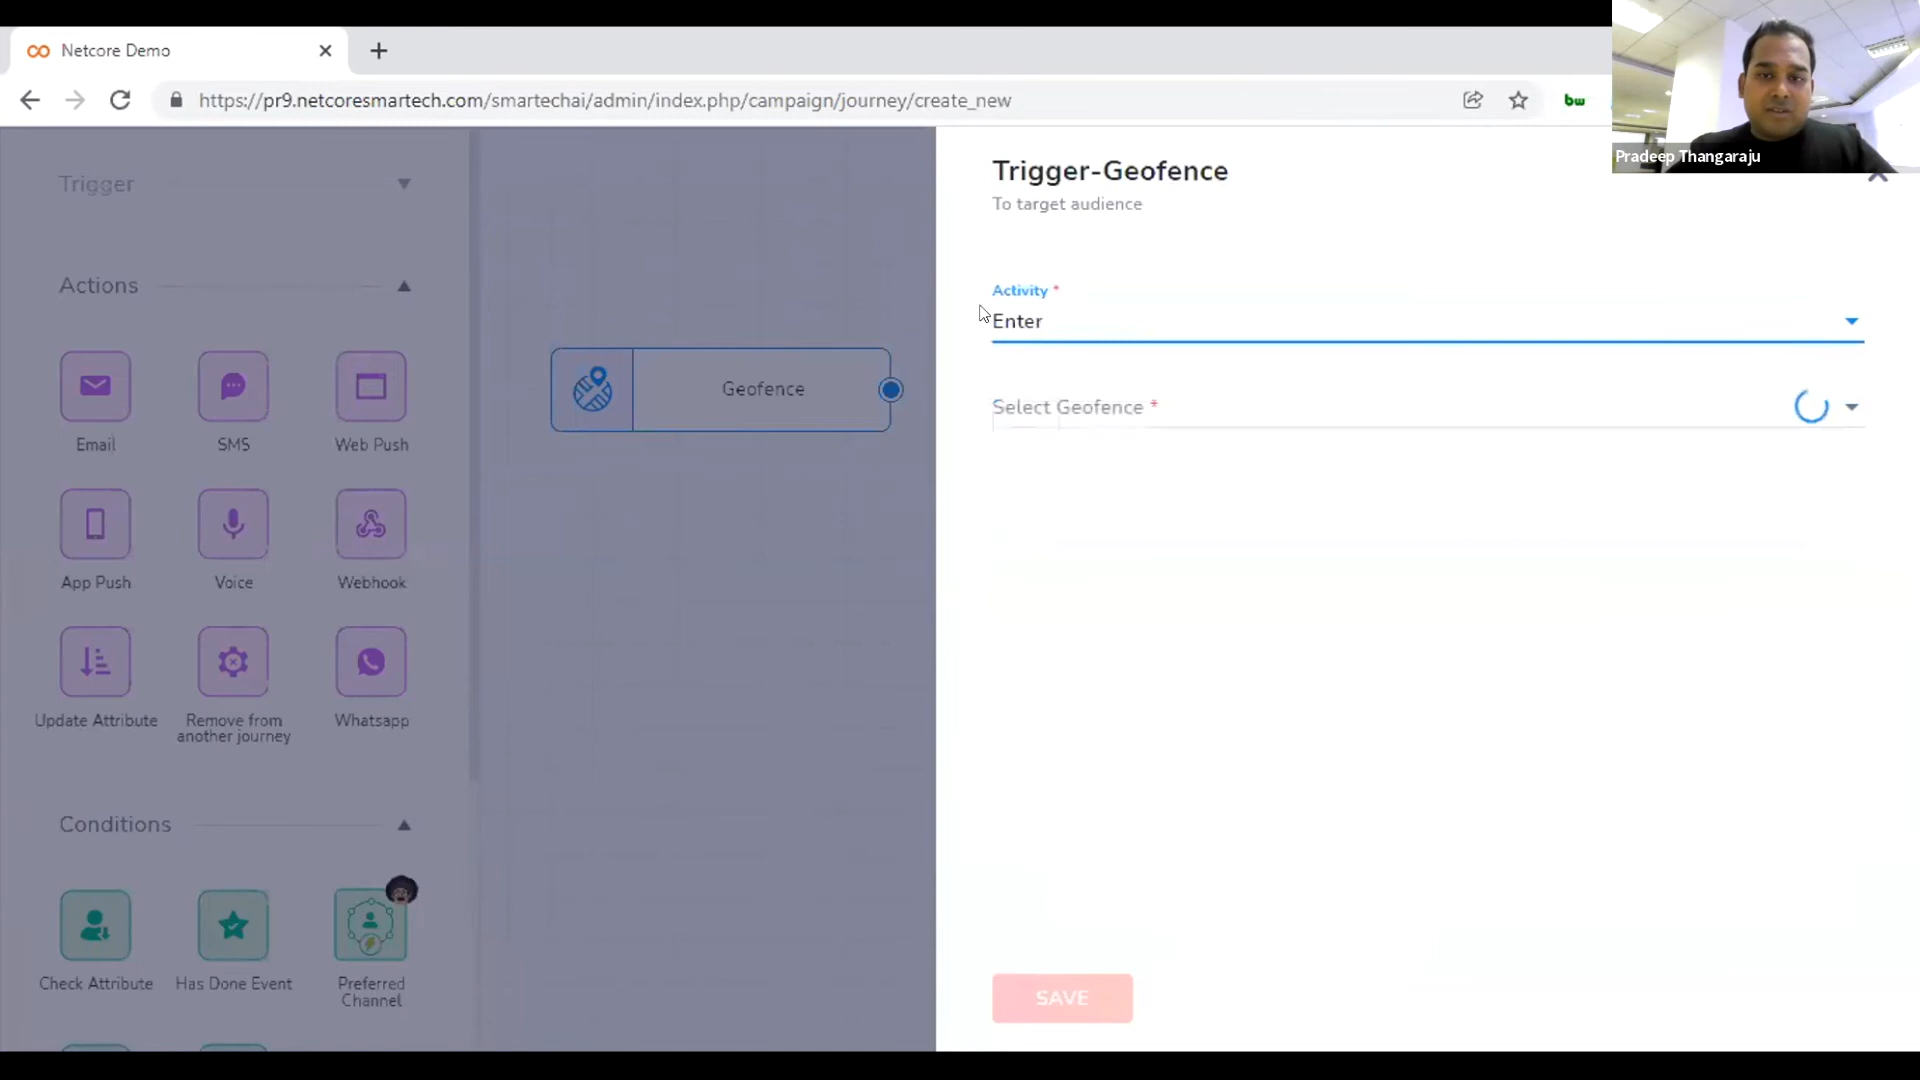 Netcore Demo
https://pr9.netcoresmartech.com/smartechai/admin/index.php/campaign/journey/create_new
bw
Pradeep Thangaraju
Trigger
Actions
Email
SMS
Web Push
App Push
Voice
Webhook
Update Attribute
Remove from
another journey
Whatsapp
Conditions
Check Attribute
Has Done Event
Preferred
Channel
Geofence
Trigger-Geofence
To target audience
Activity *
Enter
Select Geofence *
SAVE